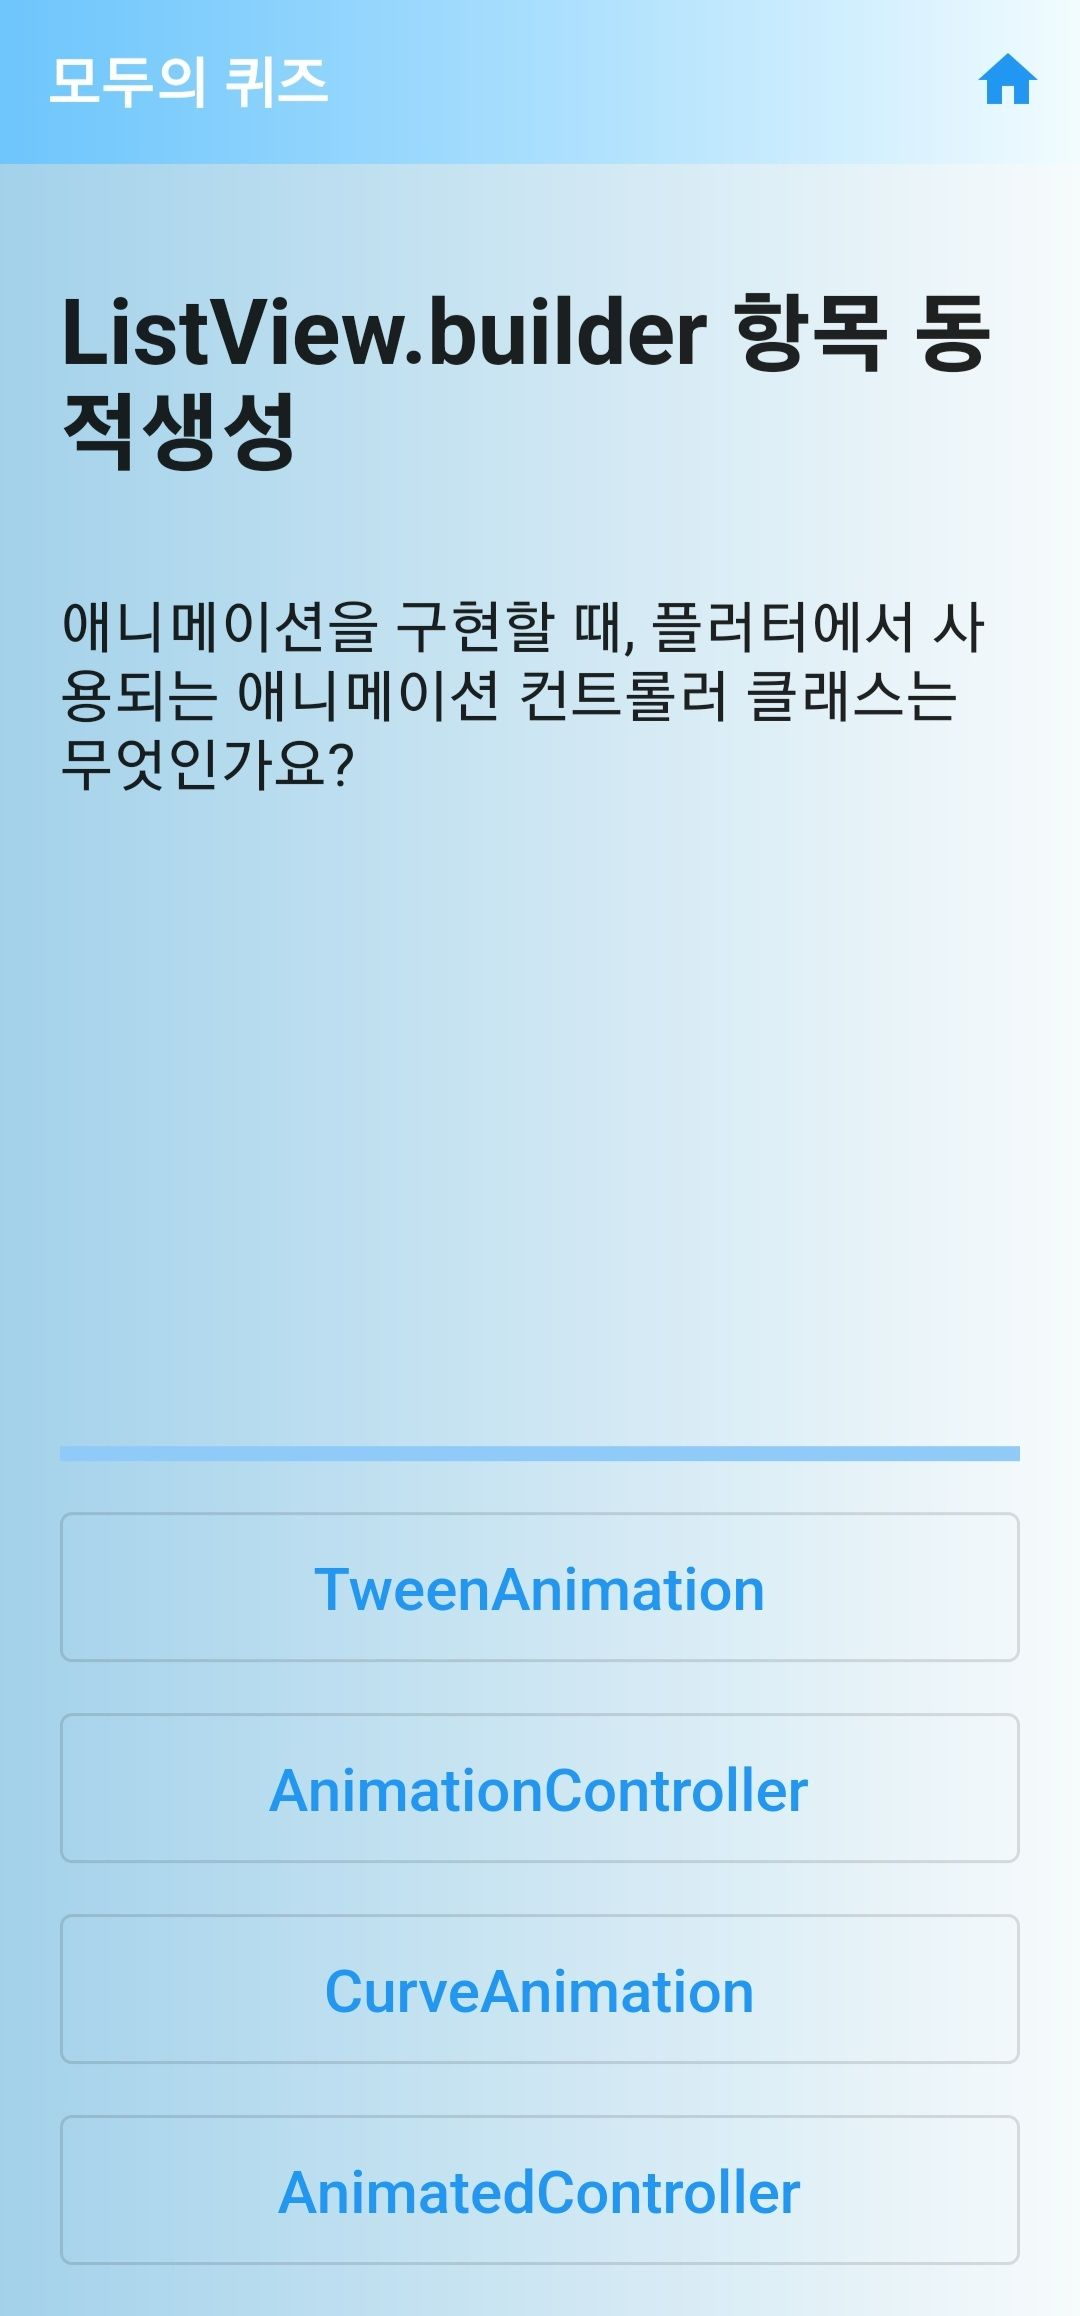 모두의 퀴즈
ListView.builder 항목 동
적생성
애니메이션을 구현할 때, 플러터에서 사
용되는 애니메이션 컨트롤러 클래스는
무엇인가요?
TweenAnimation
AnimationController
CurveAnimation
AnimatedController